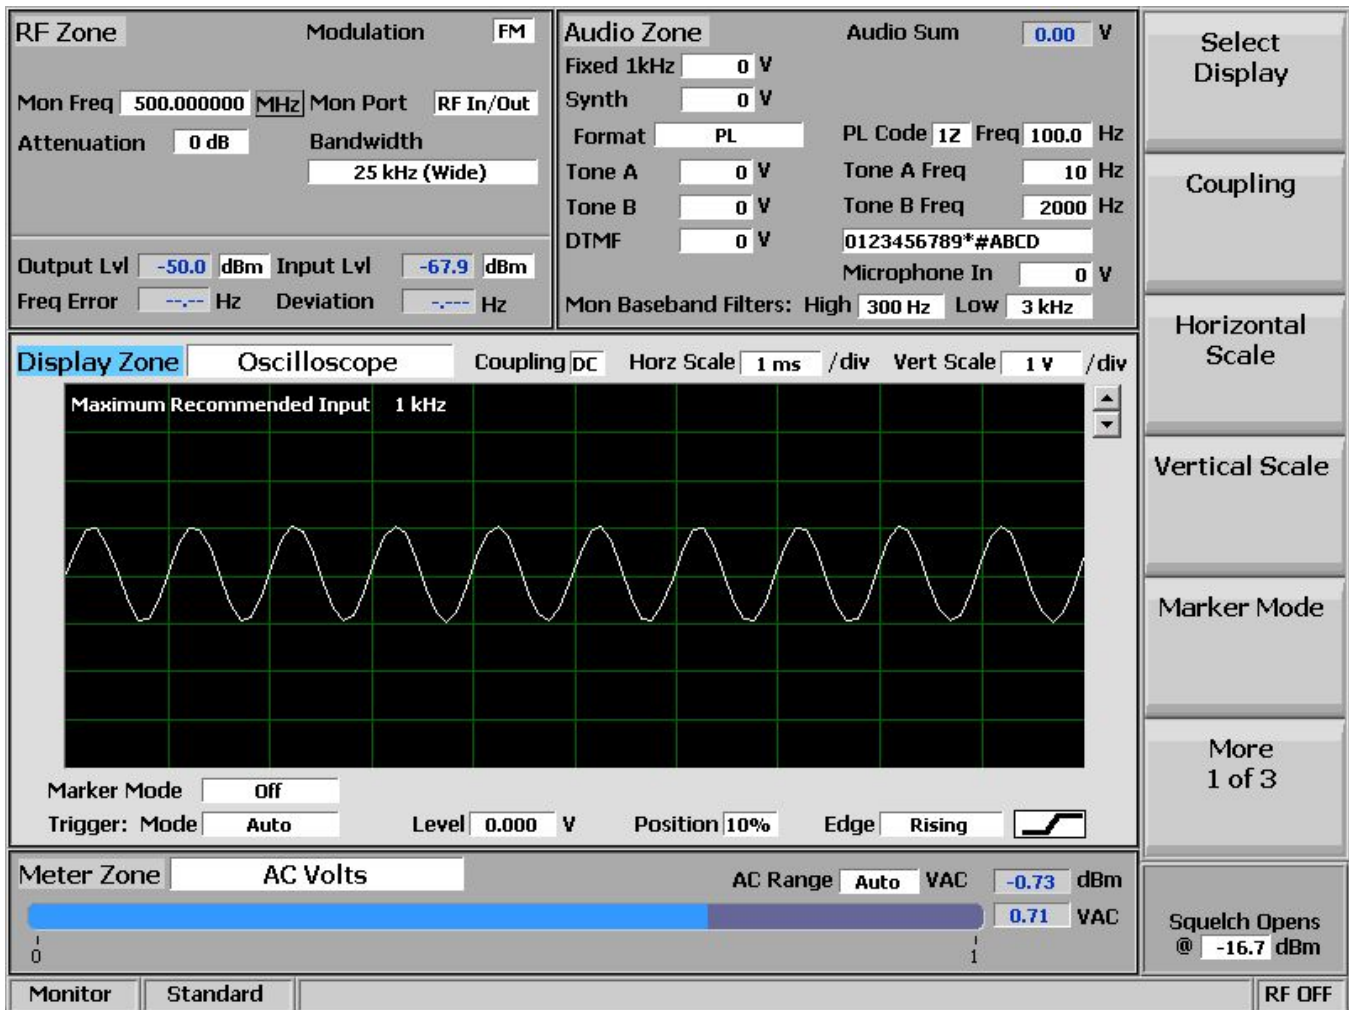 RF Zone Modulation FM
Mon Freq 500.000000 MHz Mon Port RF In/Out
Attenuation 0 dB Bandwidth
25 kHz (Wide)
Output Lvl -50.0 dBm Input Lvl -67.9 dBm
Freq Error --.-- Hz Deviation -.--- Hz
Audio Zone Audio Sum 0.00 V
Fixed 1kHz 0 V
Synth 0 V
Format PL PL Code 1Z Freq 100.0 Hz
Tone A 0 V Tone A Freq 10 Hz
Tone B 0 V Tone B Freq 2000 Hz
DTMF 0 V 0123456789*#ABCD
Microphone In 0 V
Mon Baseband Filters: High 300 Hz Low 3 kHz
Display Zone Oscilloscope Coupling DC Horz Scale 1 ms /div Vert Scale 1 V /div
Maximum Recommended Input 1 kHz
Marker Mode Off
Trigger: Mode Auto Level 0.000 V Position 10% Edge Rising
Meter Zone AC Volts AC Range Auto VAC -0.73 dBm
0.71 VAC
0 1
Monitor Standard RF OFF
Select
Display
Coupling
Horizontal
Scale
Vertical Scale
Marker Mode
More
1 of 3
Squelch Opens
@ -16.7 dBm